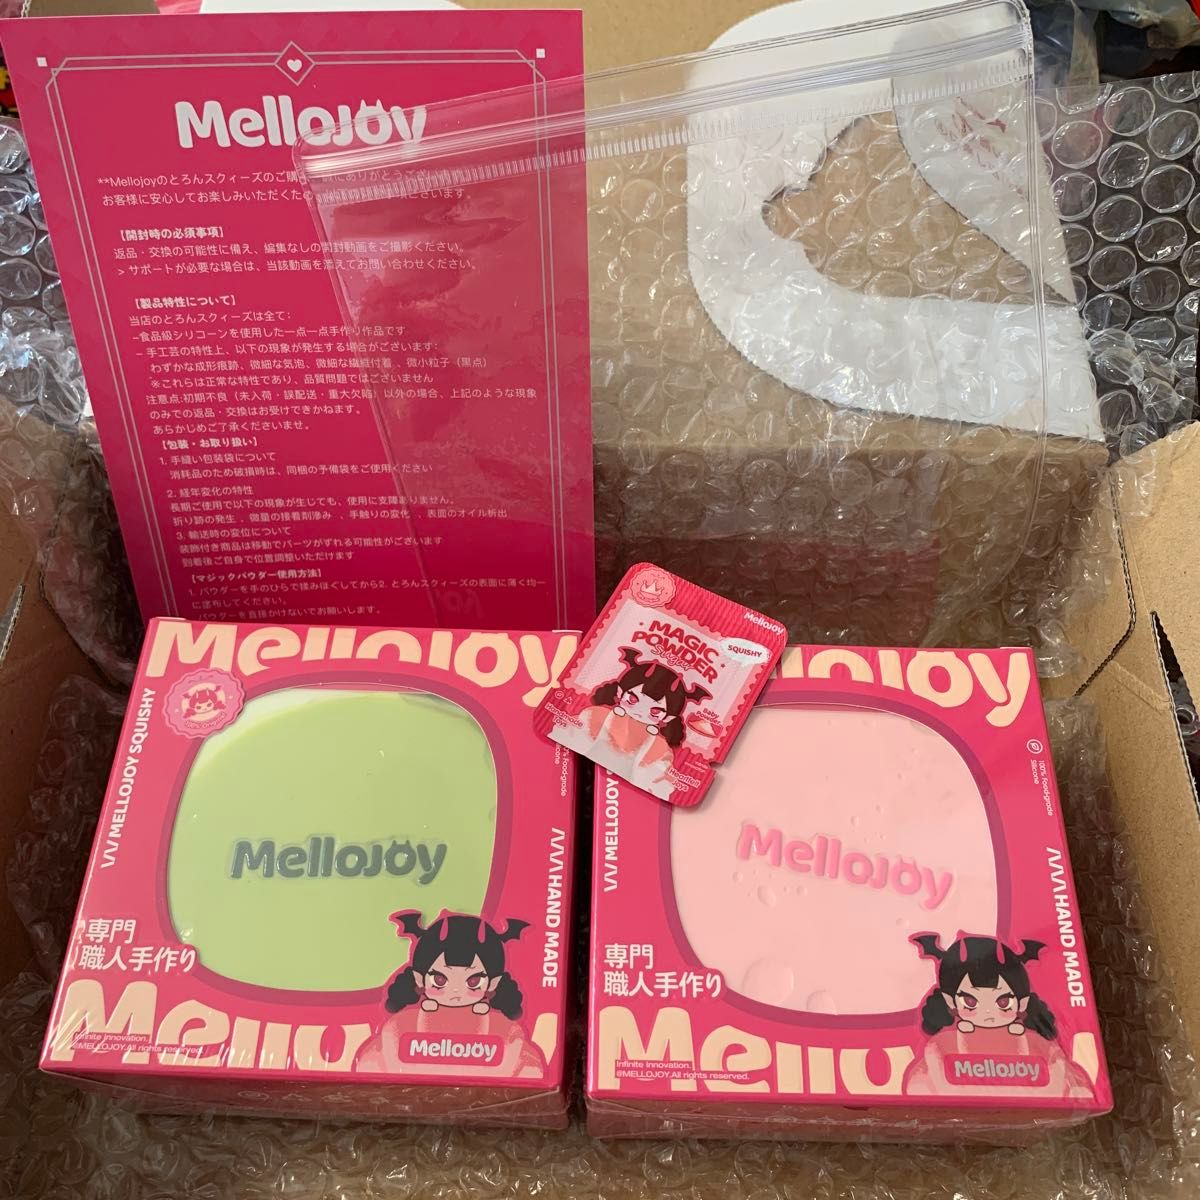 Mellojoy
**Mellojoyのとろんスクィーズのご購
お客様に安心してお楽しみいただくため
【開封時の必須事項】
返品・交換の可能性に備え、編集なしの開封動画をご撮影ください。
> サポートが必要な場合は、当該動画を添えてお問い合わせください。
【製品特性について】
当店のとろんスクィーズは全て:
–食品級シリコーンを使用した一点一点手作り作品です
– 手工芸の特性上、以下の現象が発生する場合がございます:
わずかな成形痕跡、微細な気泡、微細な繊維付着 、微小粒子（黒点）
※これらは正常な特性であり、品質問題ではございません
注意点:初期不良（未入荷・誤配送・重大欠陥）以外の場合、上記のような現象
のみでの返品・交換はお受けできかねます。
あらかじめご了承くださいませ。
【包装・お取り扱い】
1. 手縫い包装袋について
消耗品のため破損時は、同梱の予備袋をご使用ください
2. 経年変化の特性
長期ご使用で以下の現象が生じても、使用に支障ありません。
折り跡の発生 、微量の接着剤滲み 、手触りの変化 、表面のオイル析出
3. 輸送時の変位について
装飾付き商品は移動でパーツがずれる可能性がございます
到着後ご自身で位置調整いただけます
【マジックパウダー使用方法】
1. パウダーを手のひらで揉みほぐしてから2. とろんスクィーズの表面に薄く均一
に塗布してください。
パウダーを直接かけないでお願いします。
Mellojoy
MELLOJOY SQUISHY
Mellojoy
HAND MADE
専門
職人手作り
Infinite Innovation.
@MELLOJOY.All rights reserved.
Mellojoy
Mellojoy
SQUISHY
MAGIC
POWDER
Baby
Powder
Handmade
Toys
100% Food-grade
Silicone
MELLOJOY
Mellojoy
HAND MADE
専門
職人手作り
Infinite Innovation.
@MELLOJOY.All rights reserved.
Mellojoy